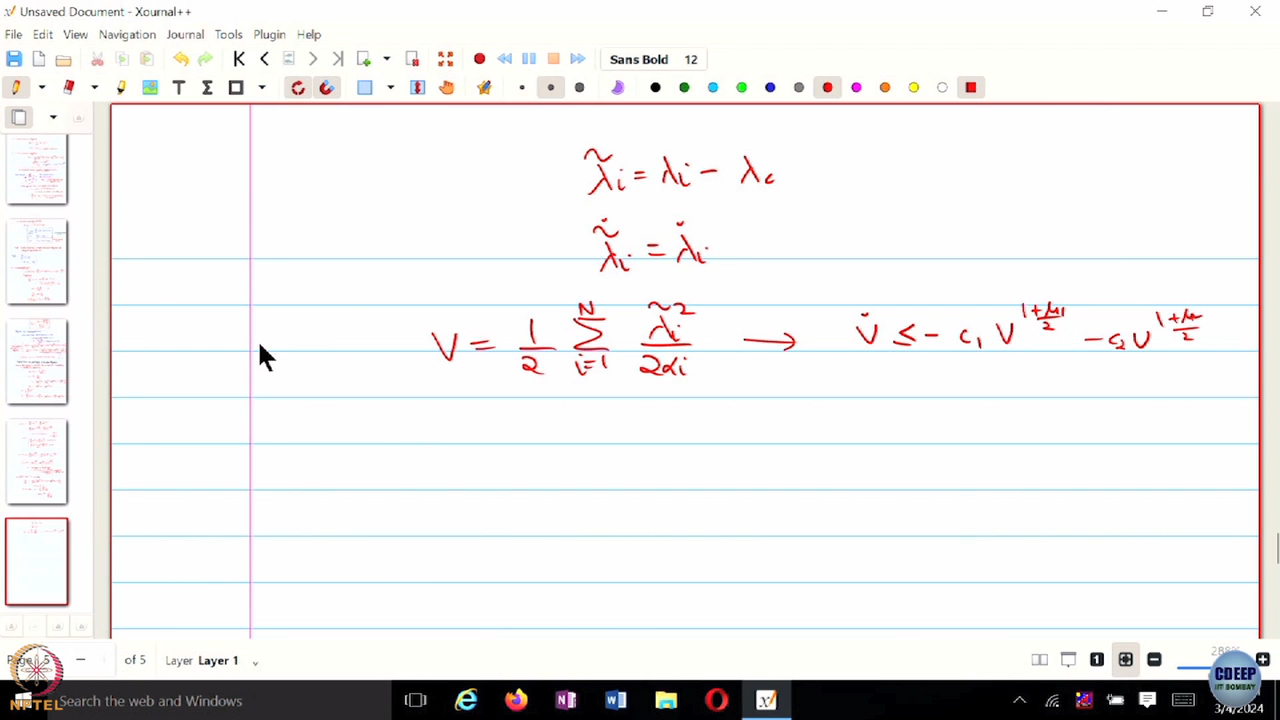 Unsaved Document - Xournal++
File Edit View Navigation Journal Tools Plugin Help
Sans Bold 12
λ̃ᵢ = λᵢ − λc
λ̃̇ᵢ = λ̇ᵢ
V = 1/2 Σ_{i=1}^{N} λ̃ᵢ²/2αᵢ → V̇ ≤ − c₁ V^{(1+μ₁)/2} − c₂ V^{(1+μ₂)/2}
of 5 Layer Layer 1
Search the web and Windows
NPTEL
CDEEP
IIT BOMBAY
3/4/2024